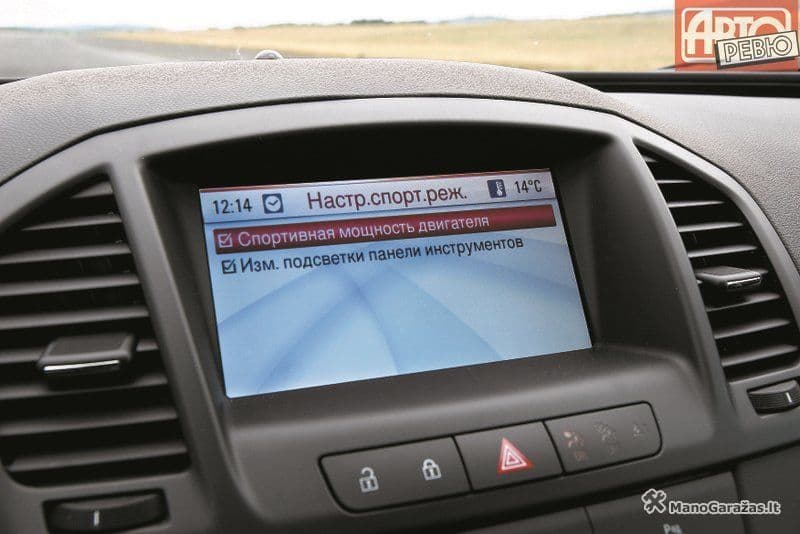 АВТО
РЕВЮ
12:14 Настр.спорт.реж. 14°C
Спортивная мощность двигателя
Изм. подсветки панели инструментов
ManoGaražas.lt